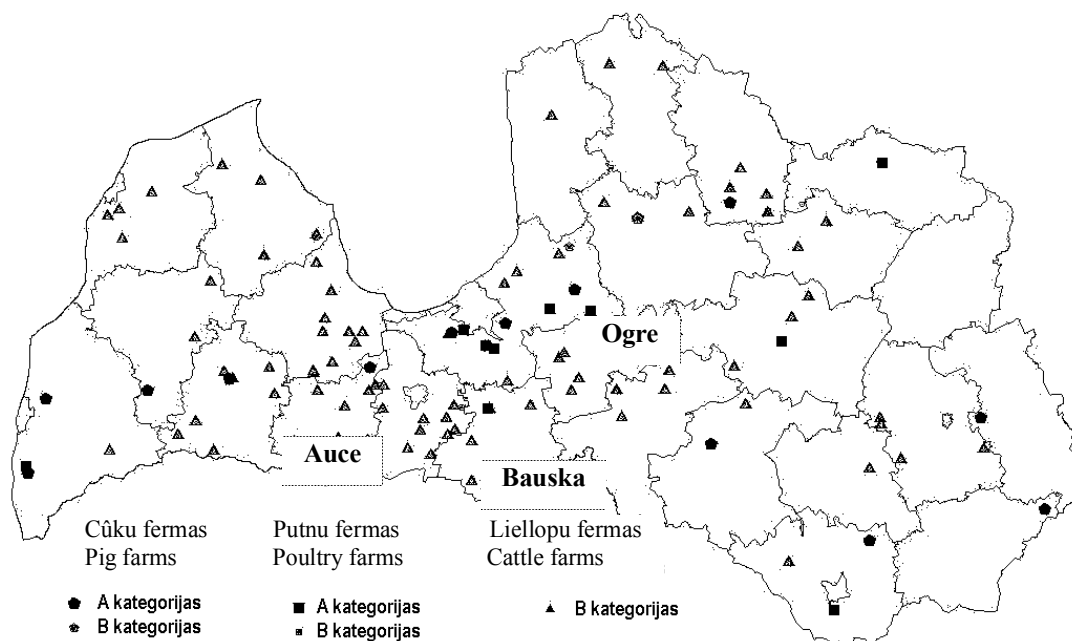 Ogre
Auce
Bauska
Cûku fermas
Pig farms
Putnu fermas
Poultry farms
Liellopu fermas
Cattle farms
A kategorijas
B kategorijas
A kategorijas
B kategorijas
B kategorijas